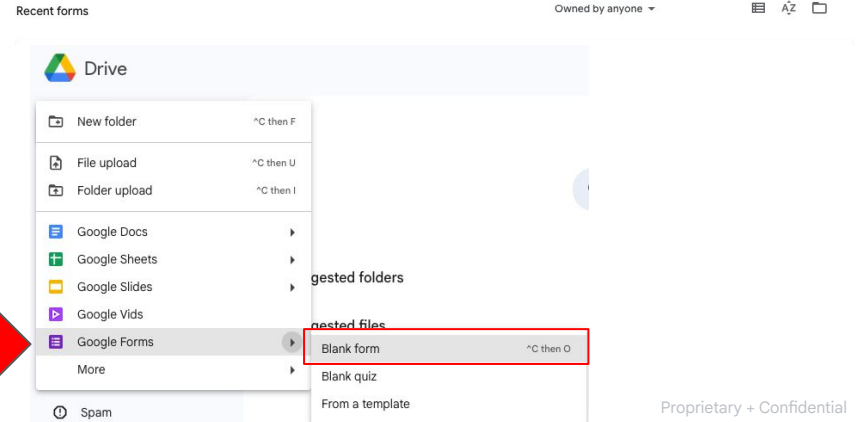 Recent forms
Owned by anyone
AZ
Drive
New folder ^C then F
File upload ^C then U
Folder upload ^C then I
Google Docs
Google Sheets
Google Slides
Google Vids
Google Forms
More
Spam
gested folders
gested files
Blank form ^C then O
Blank quiz
From a template
Proprietary + Confidential